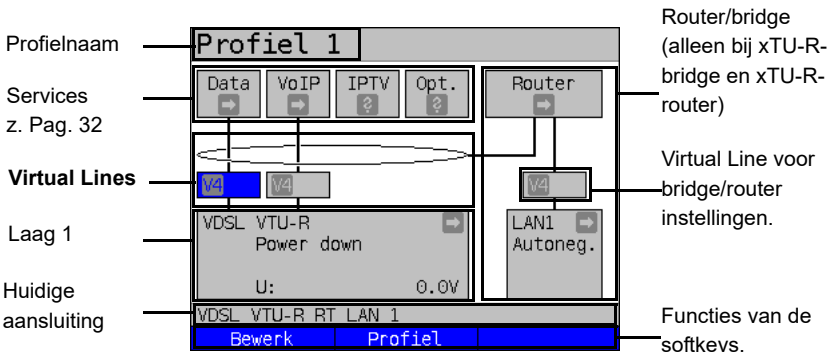 Profielnaam
Services
z. Pag. 32
Virtual Lines
Laag 1
Huidige
aansluiting
Profiel 1
Data VoIP IPTV Opt. Router
? ?
V4 V4 V4
VDSL VTU-R
Power down
U: 0.0V
LAN1
Autoneg.
VDSL VTU-R RT LAN 1
Bewerk Profiel
Router/bridge
(alleen bij xTU-R-
bridge en xTU-R-
router)
Virtual Line voor
bridge/router
instellingen.
Functies van de
softkeys.